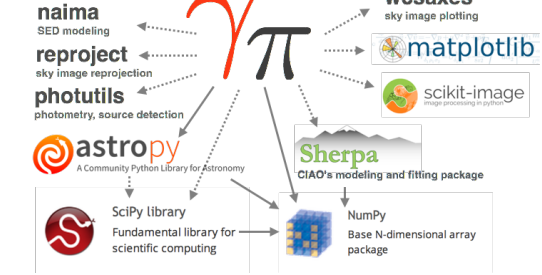 naima
SED modeling
reproject
sky image reprojection
photutils
photometry, source detection
γπ
wcsaxes
sky image plotting
matplotlib
scikit-image
image processing in python
astropy
A Community Python Library for Astronomy
Sherpa
CIAO's modeling and fitting package
SciPy library
Fundamental library for
scientific computing
NumPy
Base N-dimensional array
package